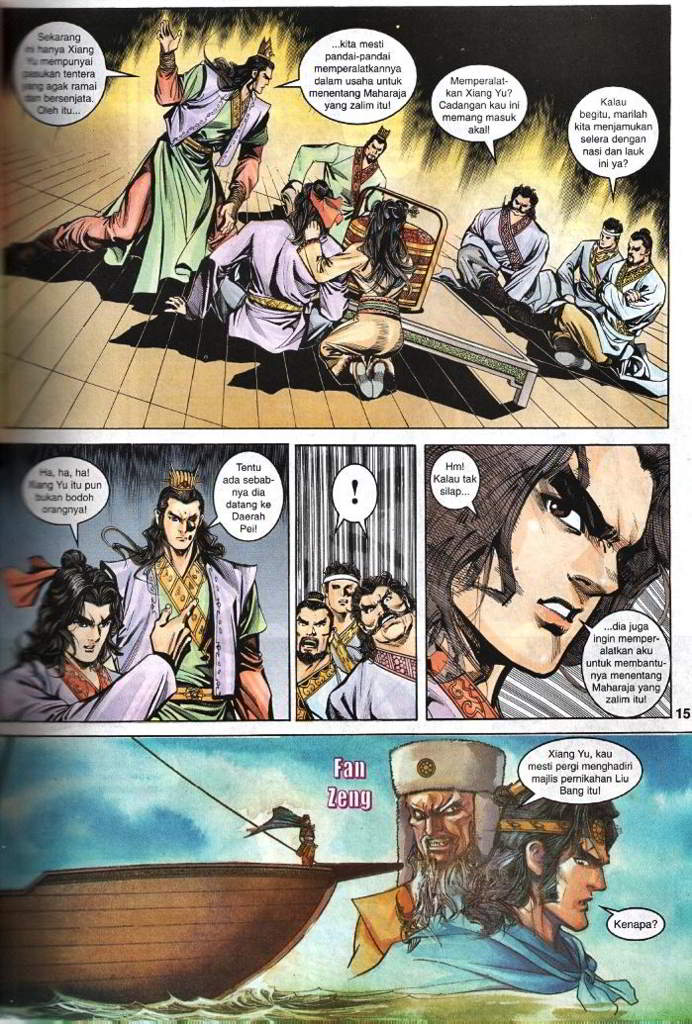 Sekarang
ini hanya Xiang
Yu mempunyai
pasukan tentera
yang agak ramai
dan bersenjata.
Oleh itu...
...kita mesti
pandai-pandai
memperalatkannya
dalam usaha untuk
menentang Maharaja
yang zalim itu!
Memperalat-
kan Xiang Yu?
Cadangan kau ini
memang masuk
akal!
Kalau
begitu, marilah
kita menjamukan
selera dengan
nasi dan lauk
ini ya?
Ha, ha, ha!
Xiang Yu itu pun
bukan bodoh
orangnya!
Tentu
ada sebab-
nya dia
datang ke
Daerah
Pei!
!
Hm!
Kalau tak
silap...
...dia juga
ingin memper-
alatkan aku
untuk membantu-
nya menentang
Maharaja yang
zalim itu!
15
Fan
Zeng
Xiang Yu, kau
mesti pergi menghadiri
majlis pernikahan Liu
Bang itu!
Kenapa?